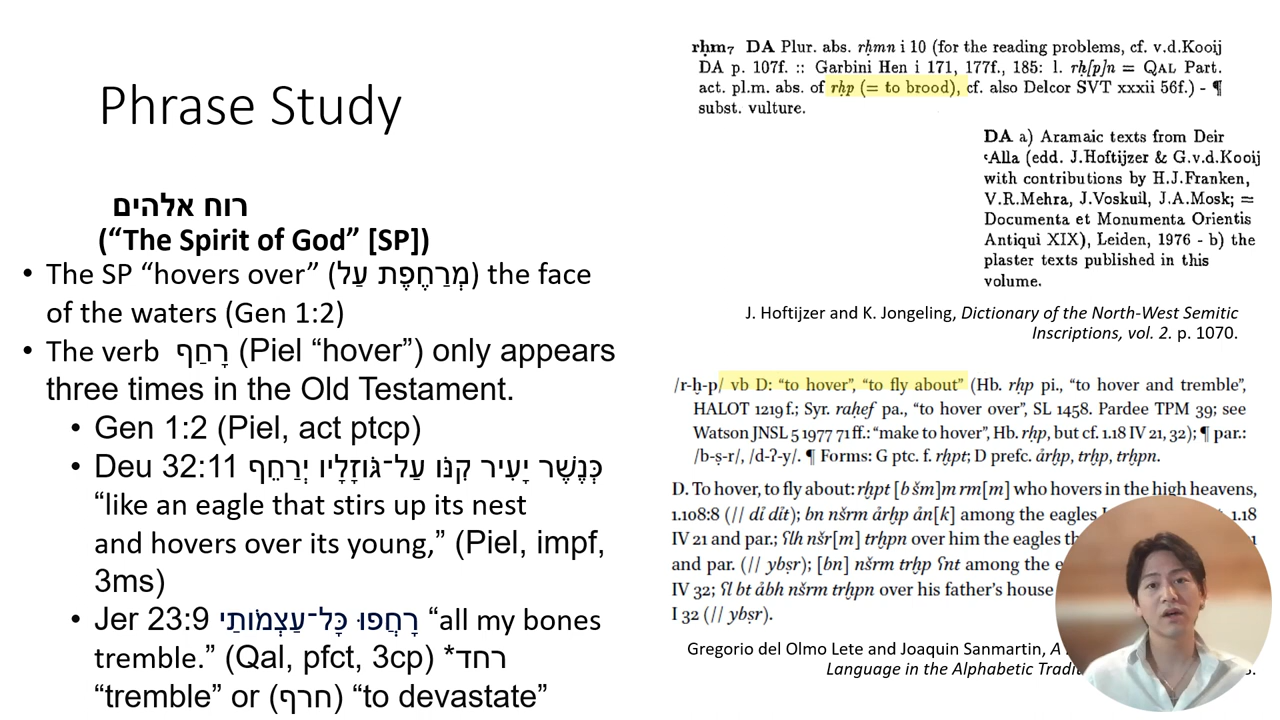 Phrase Study
רוח אלהים
(“The Spirit of God” [SP])
• The SP “hovers over” (מְרַחֶפֶת עַל) the face
of the waters (Gen 1:2)
• The verb רָחַף (Piel “hover”) only appears
three times in the Old Testament.
• Gen 1:2 (Piel, act ptcp)
• Deu 32:11 כְּנֶשֶׁר יָעִיר קִנּוֹ עַל־גּוֹזָלָיו יְרַחֵף
“like an eagle that stirs up its nest
and hovers over its young,” (Piel, impf,
3ms)
• Jer 23:9 רָחֲפוּ כָּל־עַצְמוֹתַי “all my bones
tremble.” (Qal, pfct, 3cp) *רחד
“tremble” or (חרף) “to devastate”
rḥm₇ DA Plur. abs. rḥmn i 10 (for the reading problems, cf. v.d.Kooij
DA p. 107f. :: Garbini Hen i 171, 177f., 185: l. rḥ[p]n = QAL Part.
act. pl.m. abs. of rḥp (= to brood), cf. also Delcor SVT xxxii 56f.) - ¶
subst. vulture.
DA a) Aramaic texts from Deir
ʿAlla (edd. J.Hoftijzer & G.v.d.Kooij
with contributions by H.J.Franken,
V.R.Mehra, J.Voskuil, J.A.Mosk; =
Documenta et Monumenta Orientis
Antiqui XIX), Leiden, 1976 - b) the
plaster texts published in this
volume.
J. Hoftijzer and K. Jongeling, Dictionary of the North-West Semitic
Inscriptions, vol. 2. p. 1070.
/r-ḫ-p/ vb D: “to hover”, “to fly about” (Hb. rḥp pi., “to hover and tremble”,
HALOT 1219 f.; Syr. raḥef pa., “to hover over”, SL 1458. Pardee TPM 39; see
Watson JNSL 5 1977 71 ff.: “make to hover”, Hb. rḥp, but cf. 1.18 IV 21, 32); ¶ par.:
/b-ṣ-r/, /d-ʔ-y/. ¶ Forms: G ptc. f. rḫpt; D prefc. ảrḫp, trḫp, trḫpn.
D. To hover, to fly about: rḫpt [b šm]m rm[m] who hovers in the high heavens,
1.108:8 (// dỉ dỉt); bn nšrm ảrḫp ản[k] among the eagles 1.18
IV 21 and par.; ʕlh nšr[m] trḫpn over him the eagles
and par. (// ybṣr); [bn] nšrm trḫp ʕnt among the
IV 32; ʕl bt ảbh nšrm trḫpn over his father’s house
I 32 (// ybṣr).
Gregorio del Olmo Lete and Joaquin Sanmartin, A
Language in the Alphabetic